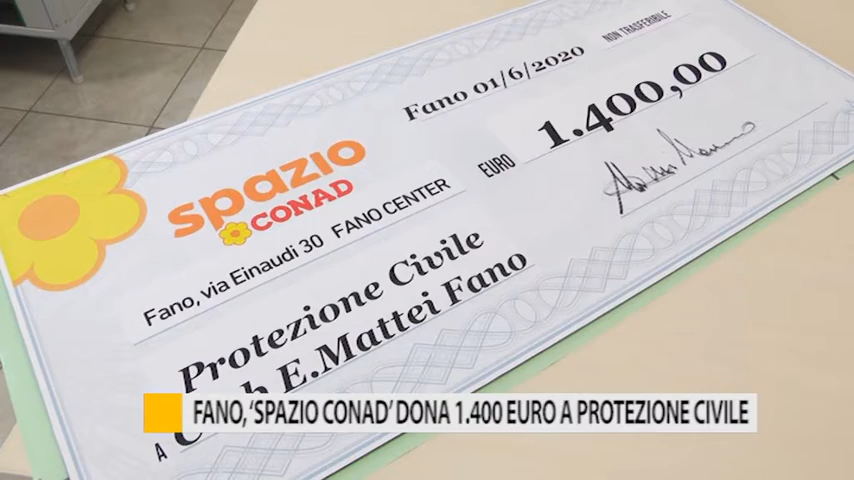 Fano 01/6/2020
NON TRASFERIBILE
spazio
CONAD
EURO 1.400,00
Fano, via Einaudi 30 FANO CENTER
Protezione Civile
A E.Mattei Fano
FANO, ‘SPAZIO CONAD’ DONA 1.400 EURO A PROTEZIONE CIVILE